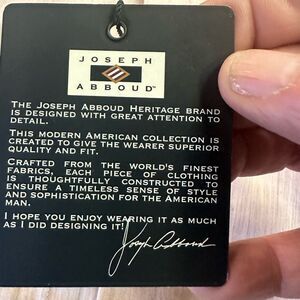 JOSEPH
ABBOUD™
THE JOSEPH ABBOUD HERITAGE BRAND
IS DESIGNED WITH GREAT ATTENTION TO
DETAIL.
THIS MODERN AMERICAN COLLECTION IS
CREATED TO GIVE THE WEARER SUPERIOR
QUALITY AND FIT.
CRAFTED FROM THE WORLD'S FINEST
FABRICS, EACH PIECE OF CLOTHING
IS THOUGHTFULLY CONSTRUCTED TO
ENSURE A TIMELESS SENSE OF STYLE
AND SOPHISTICATION FOR THE AMERICAN
MAN.
I HOPE YOU ENJOY WEARING IT AS MUCH
AS I DID DESIGNING IT!
Joseph Abboud